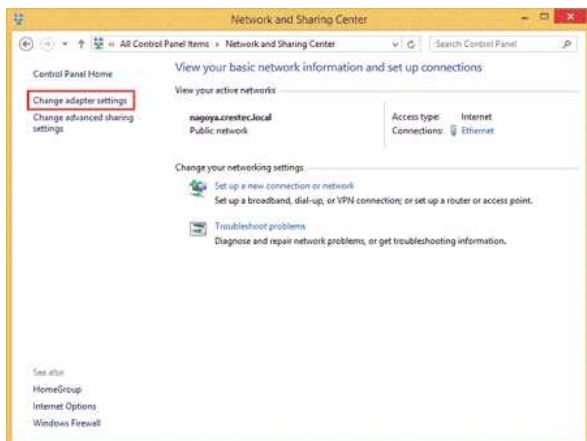 Network and Sharing Center
All Control Panel Items
Network and Sharing Center
Search Control Panel
Control Panel Home
Change adapter settings
Change advanced sharing
settings
View your basic network information and set up connections
View your active networks
nagoya.crestec.local
Public network
Access type: Internet
Connections: Ethernet
Change your networking settings
Set up a new connection or network
Set up a broadband, dial-up, or VPN connection; or set up a router or access point.
Troubleshoot problems
Diagnose and repair network problems, or get troubleshooting information.
See also
HomeGroup
Internet Options
Windows Firewall